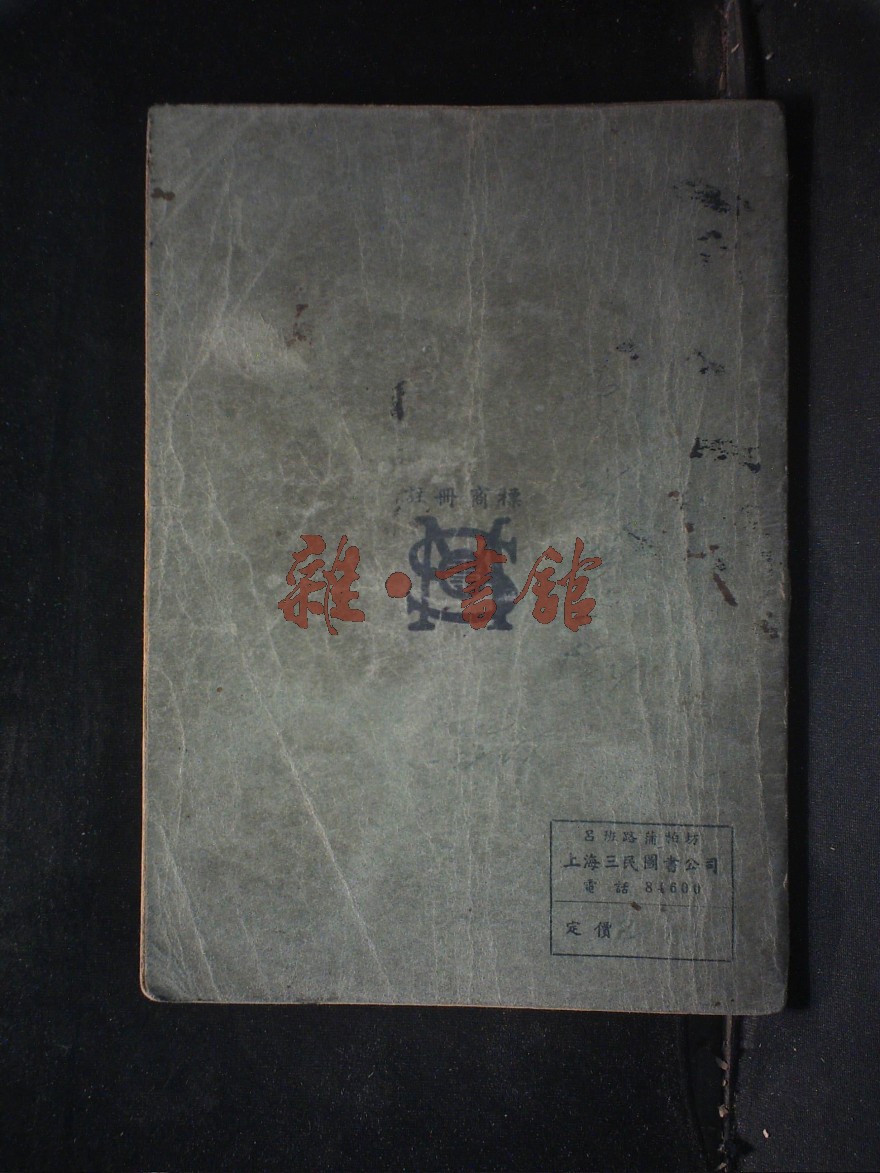 註冊商標
雜·書館
呂班路蒲柏坊
上海三民圖書公司
電話 84600
定價